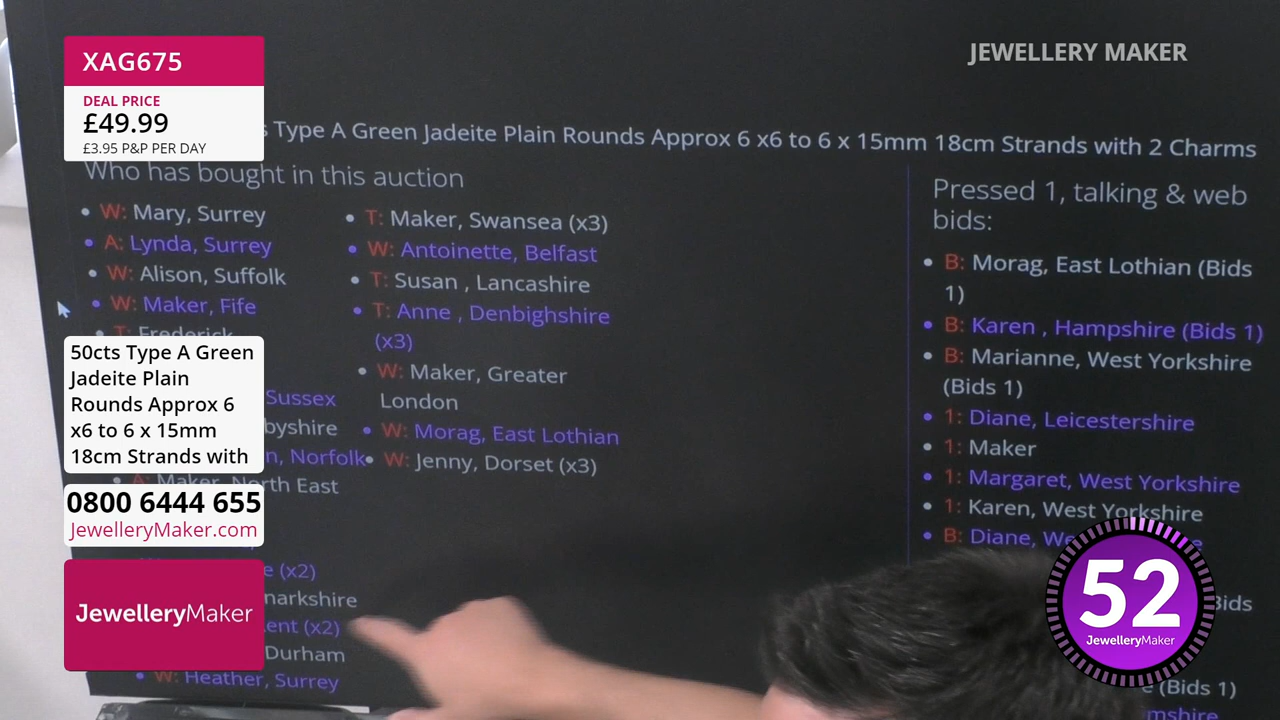 XAG675
DEAL PRICE
£49.99
£3.95 P&P PER DAY
JEWELLERY MAKER
Type A Green Jadeite Plain Rounds Approx 6 x6 to 6 x 15mm 18cm Strands with 2 Charms
Who has bought in this auction
• W: Mary, Surrey
• A: Lynda, Surrey
• W: Alison, Suffolk
• W: Maker, Fife
• T: Frederick
Sussex
Norfolk
• A: Maker, North East
(x2)
(x2)
Durham
• W: Heather, Surrey
• T: Maker, Swansea (x3)
• W: Antoinette, Belfast
• T: Susan , Lancashire
• T: Anne , Denbighshire
(x3)
• W: Maker, Greater
London
• W: Morag, East Lothian
• W: Jenny, Dorset (x3)
Pressed 1, talking & web
bids:
• B: Morag, East Lothian (Bids
1)
• B: Karen , Hampshire (Bids 1)
• B: Marianne, West Yorkshire
(Bids 1)
• 1: Diane, Leicestershire
• 1: Maker
• 1: Margaret, West Yorkshire
• 1: Karen, West Yorkshire
• B: Diane,
(Bids 1)
50cts Type A Green
Jadeite Plain
Rounds Approx 6
x6 to 6 x 15mm
18cm Strands with
0800 6444 655
JewelleryMaker.com
JewelleryMaker
52
JewelleryMaker